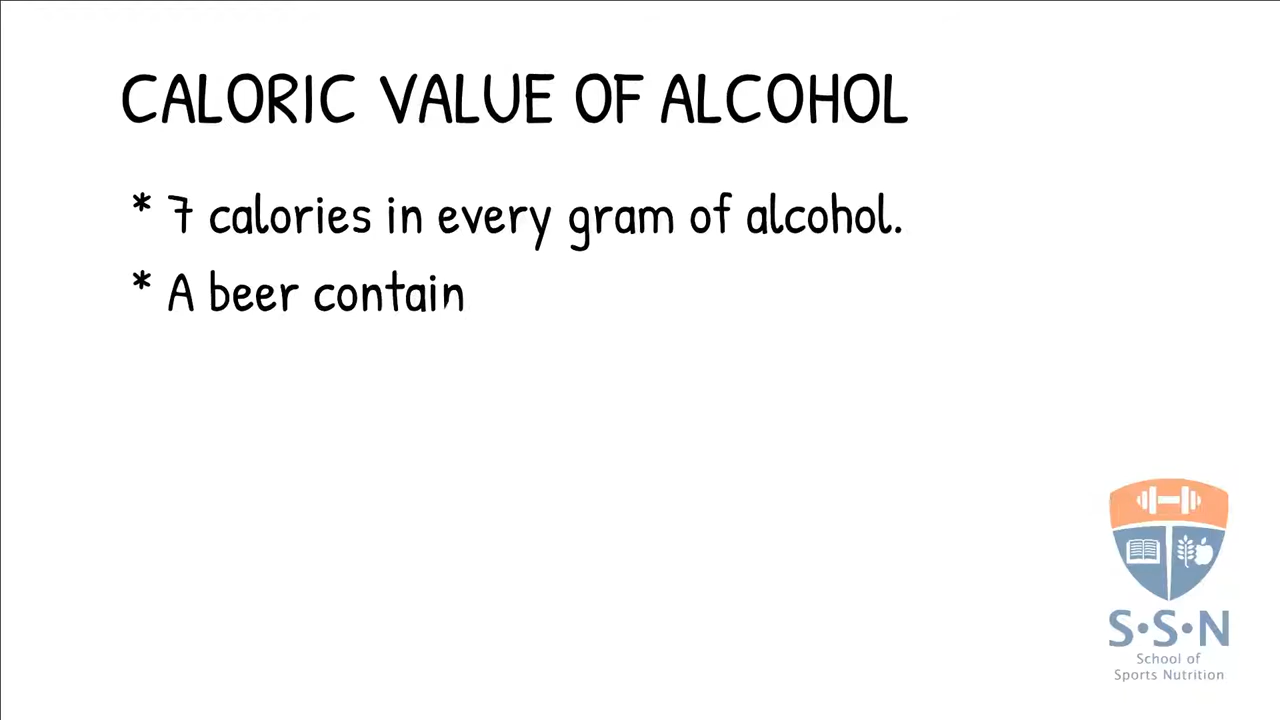 CALORIC VALUE OF ALCOHOL
* 7 calories in every gram of alcohol.
* A beer contain
S·S·N
School of
Sports Nutrition